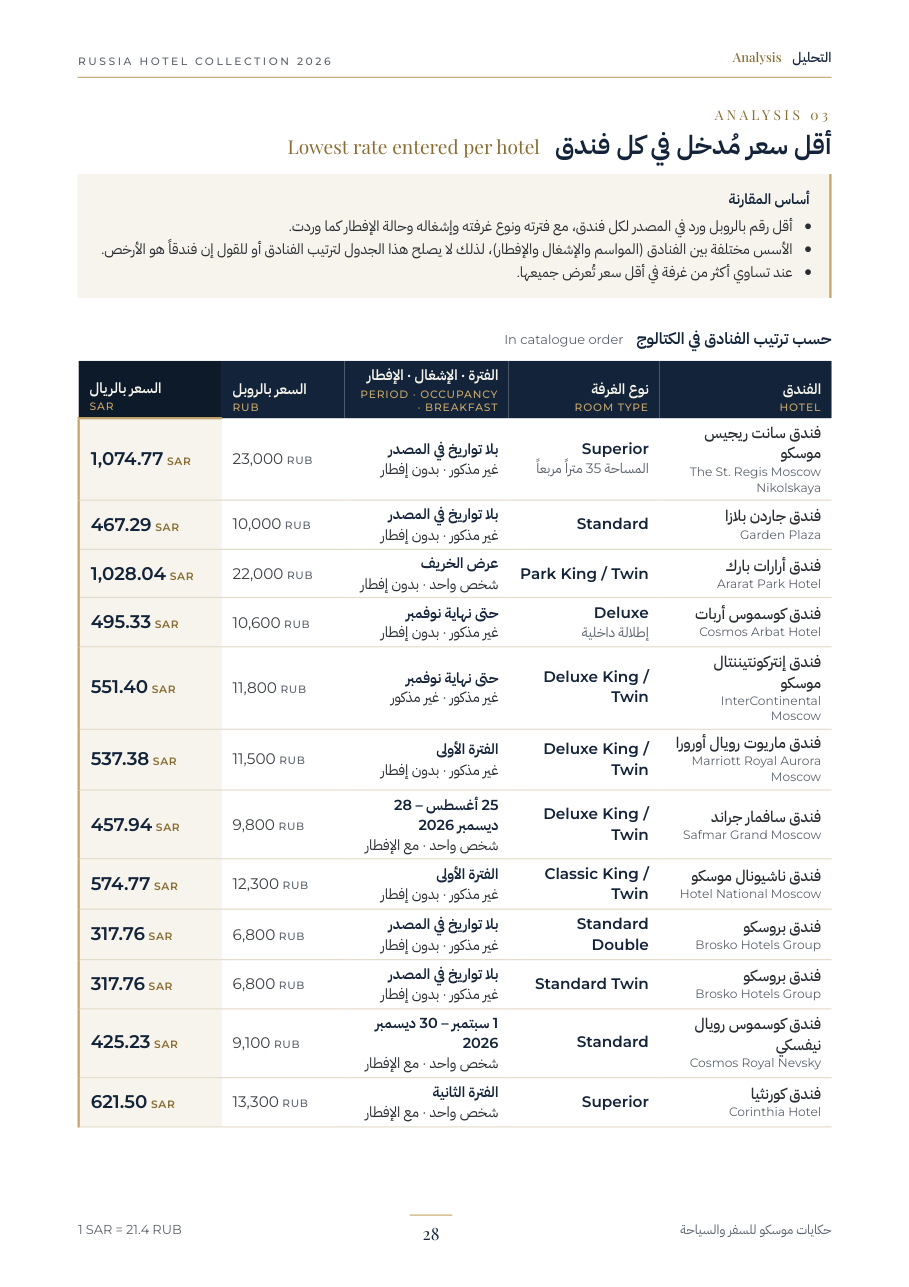 RUSSIA HOTEL COLLECTION 2026
التحليل Analysis
ANALYSIS 03
أقل سعر مُدخل في كل فندق Lowest rate entered per hotel
أساس المقارنة
• أقل رقم بالروبل ورد في المصدر لكل فندق، مع فترته ونوع غرفته وإشغاله وحالة الإفطار كما وردت.
• الأسس مختلفة بين الفنادق (المواسم والإشغال والإفطار)، لذلك لا يصلح هذا الجدول لترتيب الفنادق أو للقول إن فندقاً هو الأرخص.
• عند تساوي أكثر من غرفة في أقل سعر تُعرض جميعها.
حسب ترتيب الفنادق في الكتالوج In catalogue order
الفندق
HOTEL
نوع الغرفة
ROOM TYPE
الفترة · الإشغال · الإفطار
PERIOD · OCCUPANCY
· BREAKFAST
السعر بالروبل
RUB
السعر بالريال
SAR
فندق سانت ريجيس
موسكو
The St. Regis Moscow
Nikolskaya
Superior
المساحة 35 متراً مربعاً
بلا تواريخ في المصدر
غير مذكور · بدون إفطار
23,000 RUB
1,074.77 SAR
فندق جاردن بلازا
Garden Plaza
Standard
بلا تواريخ في المصدر
غير مذكور · بدون إفطار
10,000 RUB
467.29 SAR
فندق أرارات بارك
Ararat Park Hotel
Park King / Twin
عرض الخريف
شخص واحد · بدون إفطار
22,000 RUB
1,028.04 SAR
فندق كوسموس أربات
Cosmos Arbat Hotel
Deluxe
إطلالة داخلية
حتى نهاية نوفمبر
غير مذكور · بدون إفطار
10,600 RUB
495.33 SAR
فندق إنتركونتيننتال
موسكو
InterContinental
Moscow
Deluxe King /
Twin
حتى نهاية نوفمبر
غير مذكور · غير مذكور
11,800 RUB
551.40 SAR
فندق ماريوت رويال أورورا
Marriott Royal Aurora
Moscow
Deluxe King /
Twin
الفترة الأولى
غير مذكور · بدون إفطار
11,500 RUB
537.38 SAR
فندق سافمار جراند
Safmar Grand Moscow
Deluxe King /
Twin
25 أغسطس – 28
ديسمبر 2026
شخص واحد · مع الإفطار
9,800 RUB
457.94 SAR
فندق ناشيونال موسكو
Hotel National Moscow
Classic King /
Twin
الفترة الأولى
غير مذكور · بدون إفطار
12,300 RUB
574.77 SAR
فندق بروسكو
Brosko Hotels Group
Standard
Double
بلا تواريخ في المصدر
غير مذكور · بدون إفطار
6,800 RUB
317.76 SAR
فندق بروسكو
Brosko Hotels Group
Standard Twin
بلا تواريخ في المصدر
غير مذكور · بدون إفطار
6,800 RUB
317.76 SAR
فندق كوسموس رويال
نيفسكي
Cosmos Royal Nevsky
Standard
1 سبتمبر – 30 ديسمبر
2026
شخص واحد · مع الإفطار
9,100 RUB
425.23 SAR
فندق كورنثيا
Corinthia Hotel
Superior
الفترة الثانية
شخص واحد · مع الإفطار
13,300 RUB
621.50 SAR
1 SAR = 21.4 RUB
28
حكايات موسكو للسفر والسياحة